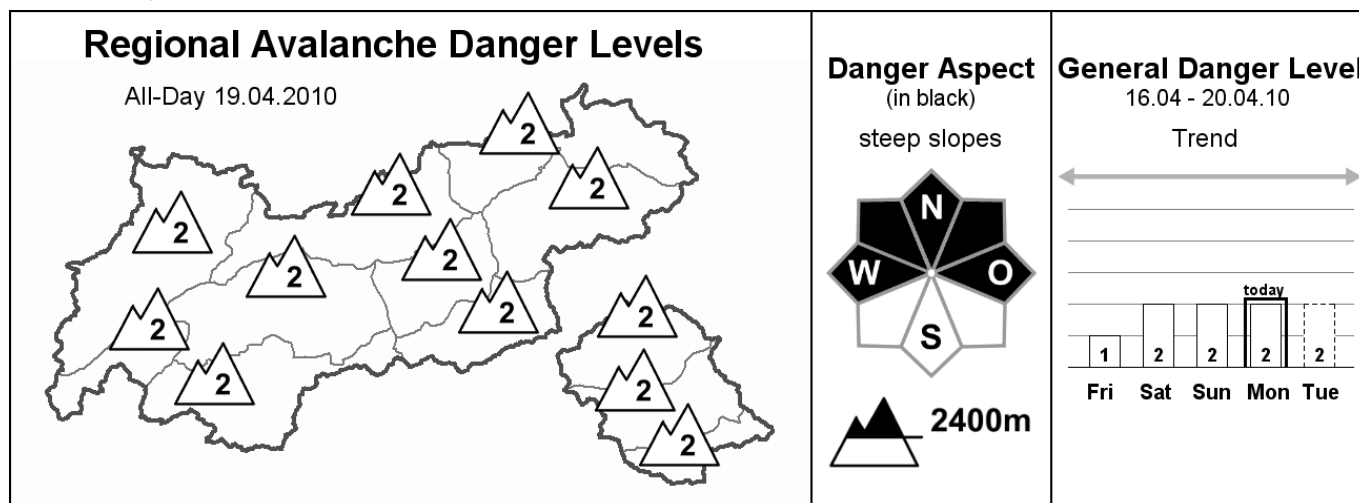 Regional Avalanche Danger Levels
All-Day 19.04.2010
2
2
2
2
2
2
2
2
2
2
2
2
Danger Aspect
(in black)
steep slopes
N
W O
S
2400m
General Danger Level
16.04 - 20.04.10
Trend
today
1 2 2 2 2
Fri Sat Sun Mon Tue